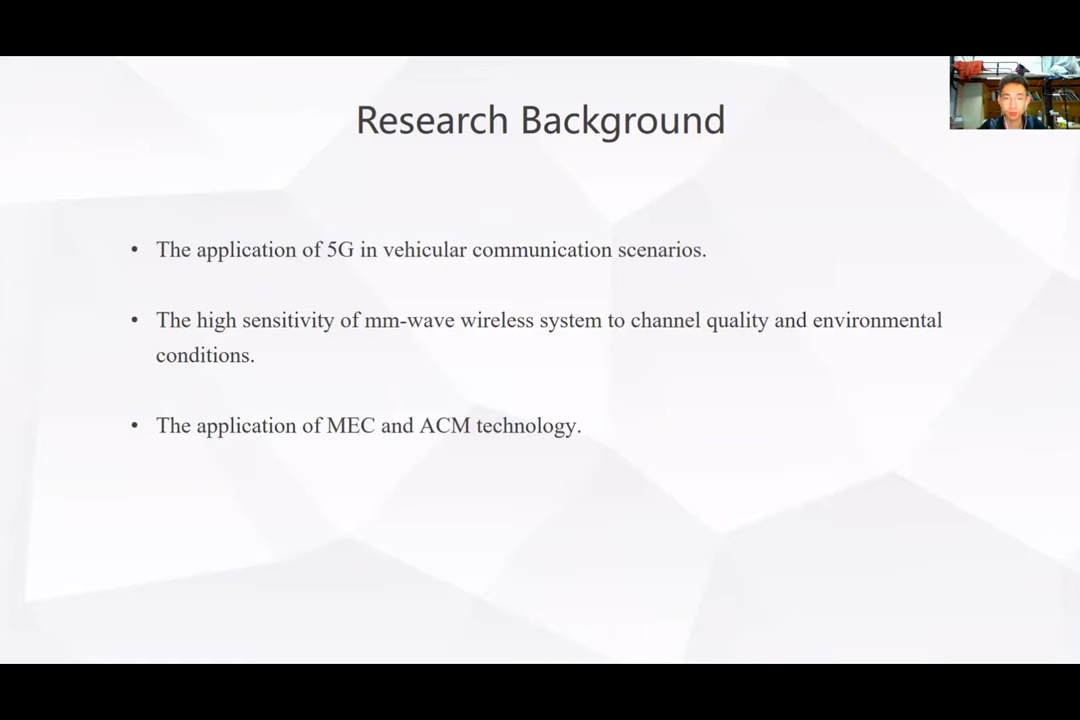 Research Background
• The application of 5G in vehicular communication scenarios.
• The high sensitivity of mm-wave wireless system to channel quality and environmental
conditions.
• The application of MEC and ACM technology.